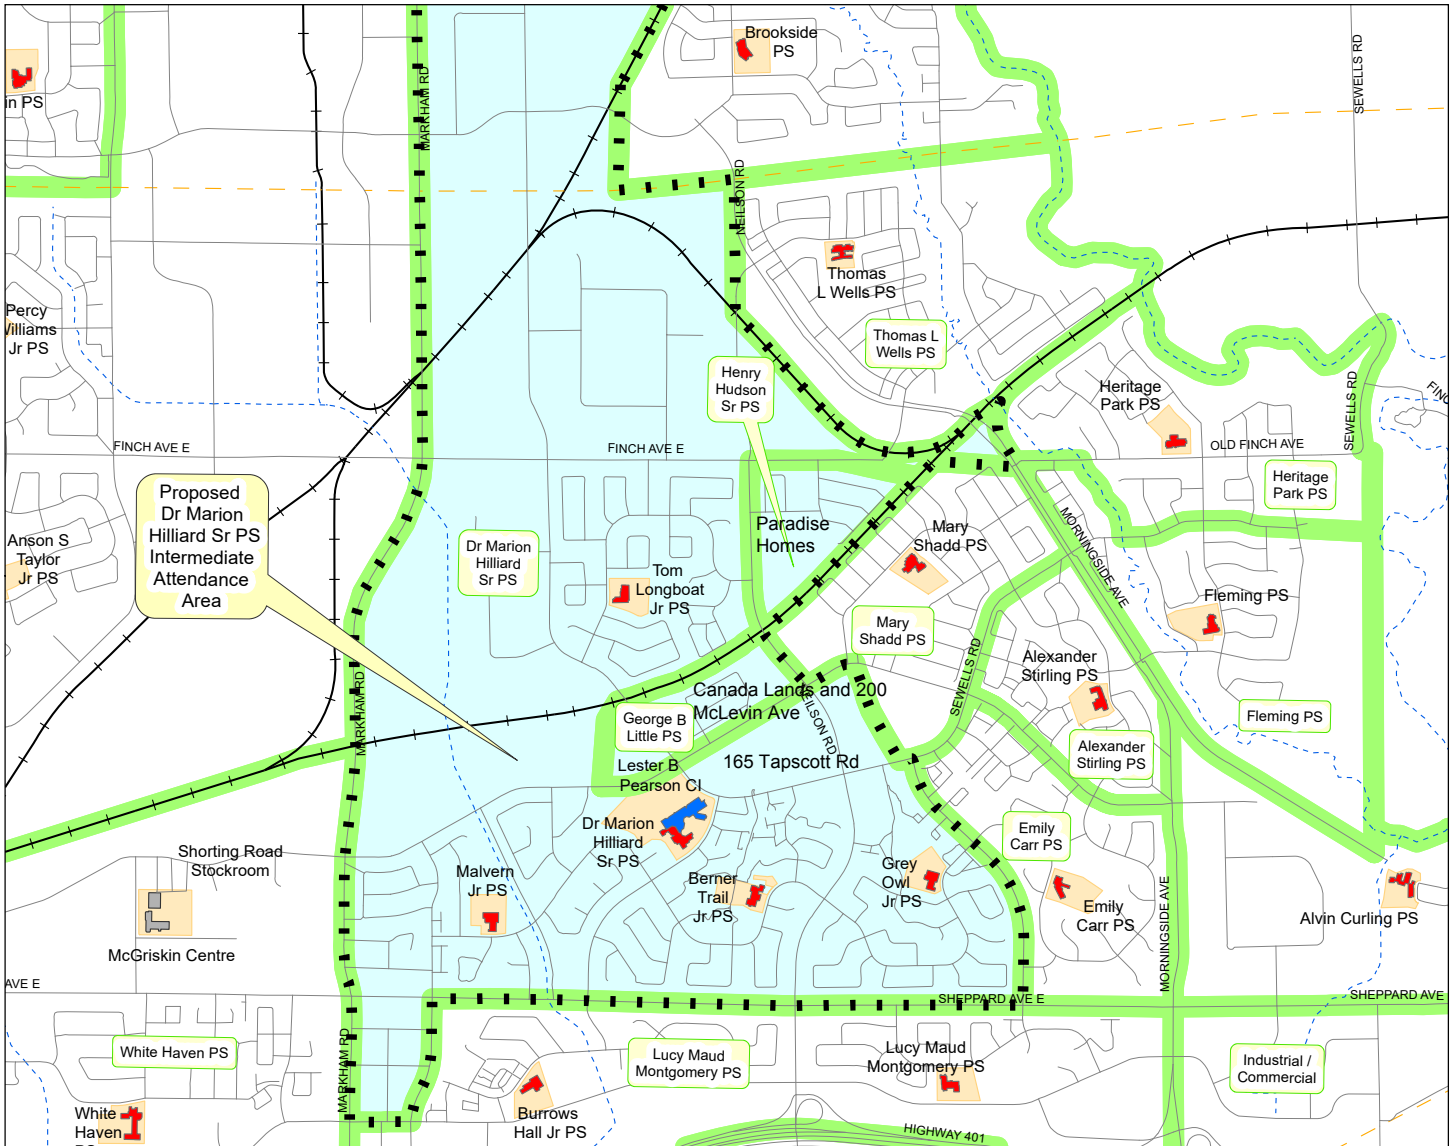 Brookside
PS
in PS
MARKHAM RD
SEWELLS RD
NEILSON RD
Thomas
L Wells PS
Percy
Williams
Jr PS
Thomas L
Wells PS
Henry
Hudson
Sr PS
Heritage
Park PS
SEWELLS RD
FINC
FINCH AVE E
FINCH AVE E
OLD FINCH AVE
Heritage
Park PS
Proposed
Dr Marion
Hilliard Sr PS
Intermediate
Attendance
Area
Anson S
Taylor
Jr PS
Dr Marion
Hilliard
Sr PS
Paradise
Homes
Mary
Shadd PS
MORNINGSIDE AVE
Tom
Longboat
Jr PS
Fleming PS
Mary
Shadd PS
Alexander
Stirling PS
SEWELLS RD
MARKHAM RD
Canada Lands and 200
McLevin Ave
NEILSON RD
George B
Little PS
Fleming PS
Alexander
Stirling PS
165 Tapscott Rd
Lester B
Pearson CI
Dr Marion
Hilliard
Sr PS
Emily
Carr PS
Shorting Road
Stockroom
Malvern
Jr PS
Berner
Trail
Jr PS
Grey
Owl
Jr PS
Emily
Carr PS
MORNINGSIDE AVE
Alvin Curling PS
McGriskin Centre
AVE E
SHEPPARD AVE E
SHEPPARD AVE
MARKHAM RD
White Haven PS
Lucy Maud
Montgomery PS
Lucy Maud
Montgomery PS
Industrial /
Commercial
White
Haven
Burrows
Hall Jr PS
HIGHWAY 401